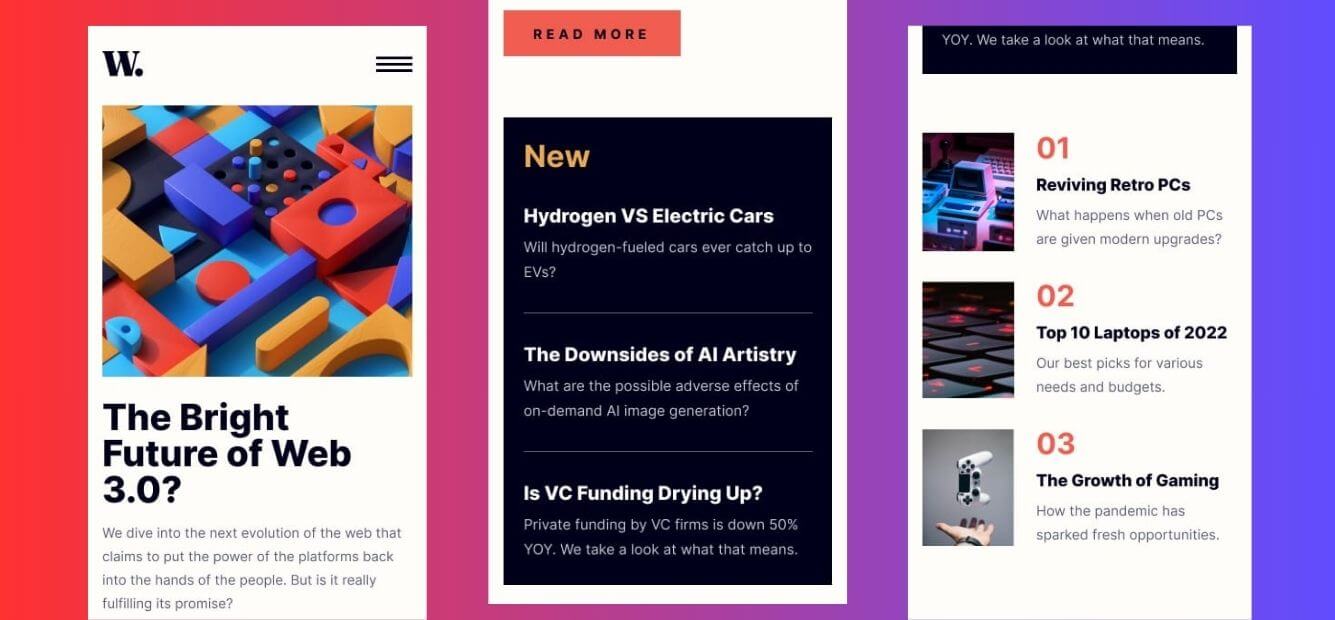 W.
The Bright
Future of Web
3.0?
We dive into the next evolution of the web that
claims to put the power of the platforms back
into the hands of the people. But is it really
fulfilling its promise?
READ MORE
New
Hydrogen VS Electric Cars
Will hydrogen-fueled cars ever catch up to
EVs?
The Downsides of AI Artistry
What are the possible adverse effects of
on-demand AI image generation?
Is VC Funding Drying Up?
Private funding by VC firms is down 50%
YOY. We take a look at what that means.
YOY. We take a look at what that means.
01
Reviving Retro PCs
What happens when old PCs
are given modern upgrades?
02
Top 10 Laptops of 2022
Our best picks for various
needs and budgets.
03
The Growth of Gaming
How the pandemic has
sparked fresh opportunities.